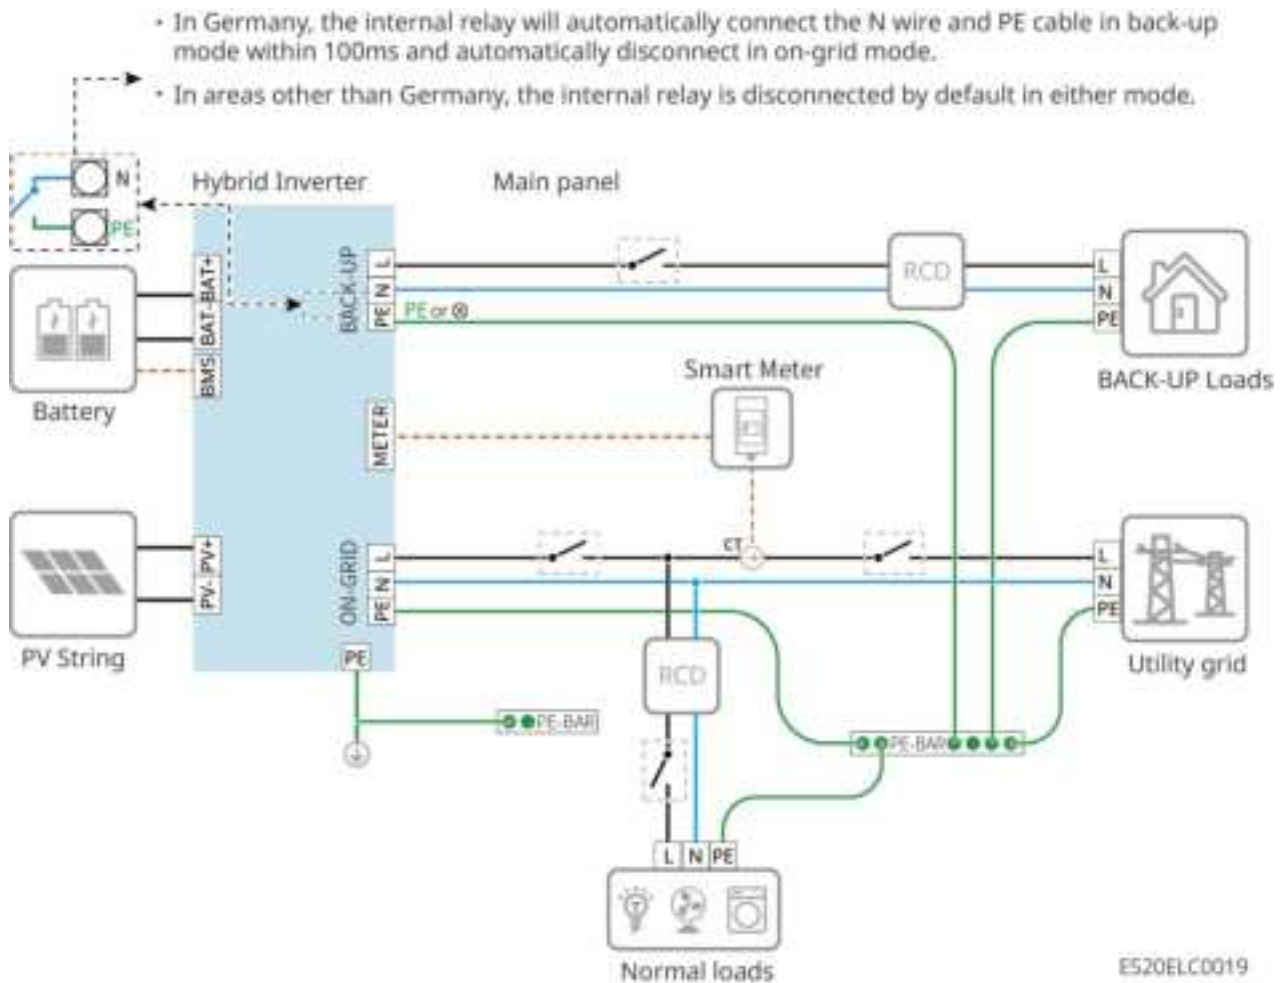 • In Germany, the internal relay will automatically connect the N wire and PE cable in back-up
mode within 100ms and automatically disconnect in on-grid mode.
• In areas other than Germany, the internal relay is disconnected by default in either mode.
N
PE
Hybrid Inverter
Main panel
BAT+
BAT-
BMS
Battery
BACK-UP
L
N
PE
PE or ⊗
RCD
L
N
PE
BACK-UP Loads
Smart Meter
METER
PV+
PV-
PV String
ON-GRID
L
N
PE
CT
L
N
PE
Utility grid
PE
PE-BAR
RCD
PE-BAR
L N PE
Normal loads
ES20ELC0019